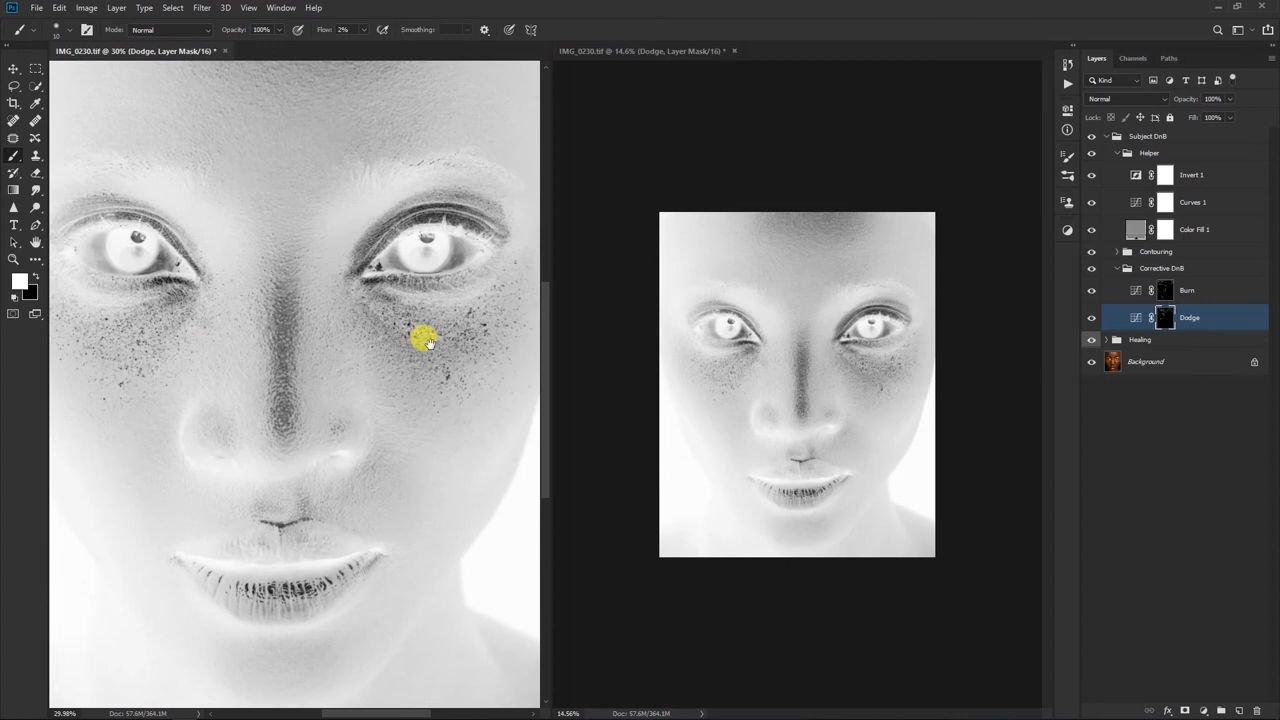 Ps File Edit Image Layer Type Select Filter 3D View Window Help
10 Mode: Normal Opacity: 100% Flow: 2% Smoothing:
IMG_0230.tif @ 30% (Dodge, Layer Mask/16) * × IMG_0230.tif @ 14.6% (Dodge, Layer Mask/16) * ×
Layers Channels Paths
Kind
Normal Opacity: 100%
Lock: Fill: 100%
Subject DnB
Helper
Invert 1
Curves 1
Color Fill 1
Contouring
Corrective DnB
Burn
Dodge
Healing
Background
29.98% Doc: 57.6M/364.1M 14.56% Doc: 57.6M/364.1M